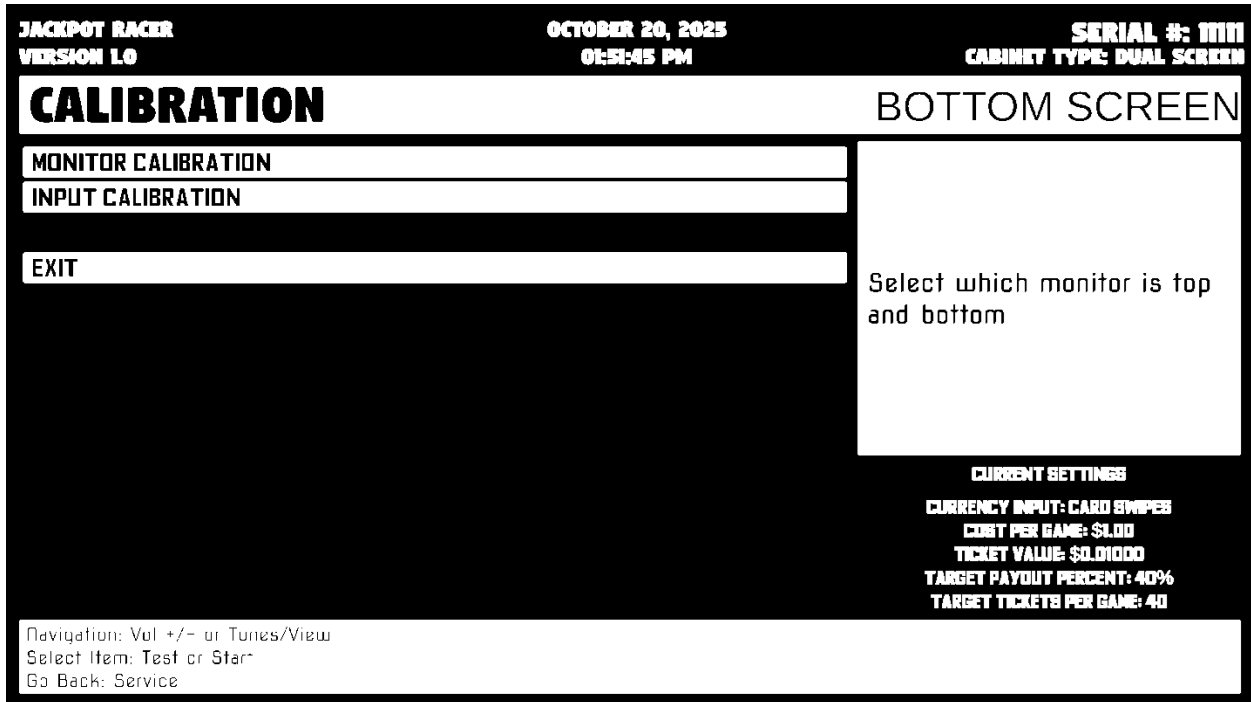 JACKPOT RACER
VERSION 1.0
OCTOBER 20, 2025
01:51:45 PM
SERIAL #: 11111
CABINET TYPE: DUAL SCREEN
CALIBRATION
BOTTOM SCREEN
MONITOR CALIBRATION
INPUT CALIBRATION
EXIT
Select which monitor is top
and bottom
CURRENT SETTINGS
CURRENCY INPUT: CARD SWIPES
COST PER GAME: $1.00
TICKET VALUE: $0.01000
TARGET PAYOUT PERCENT: 40%
TARGET TICKETS PER GAME: 40
Navigation: Vol +/- or Tunes/View
Select Item: Test or Start
Go Back: Service